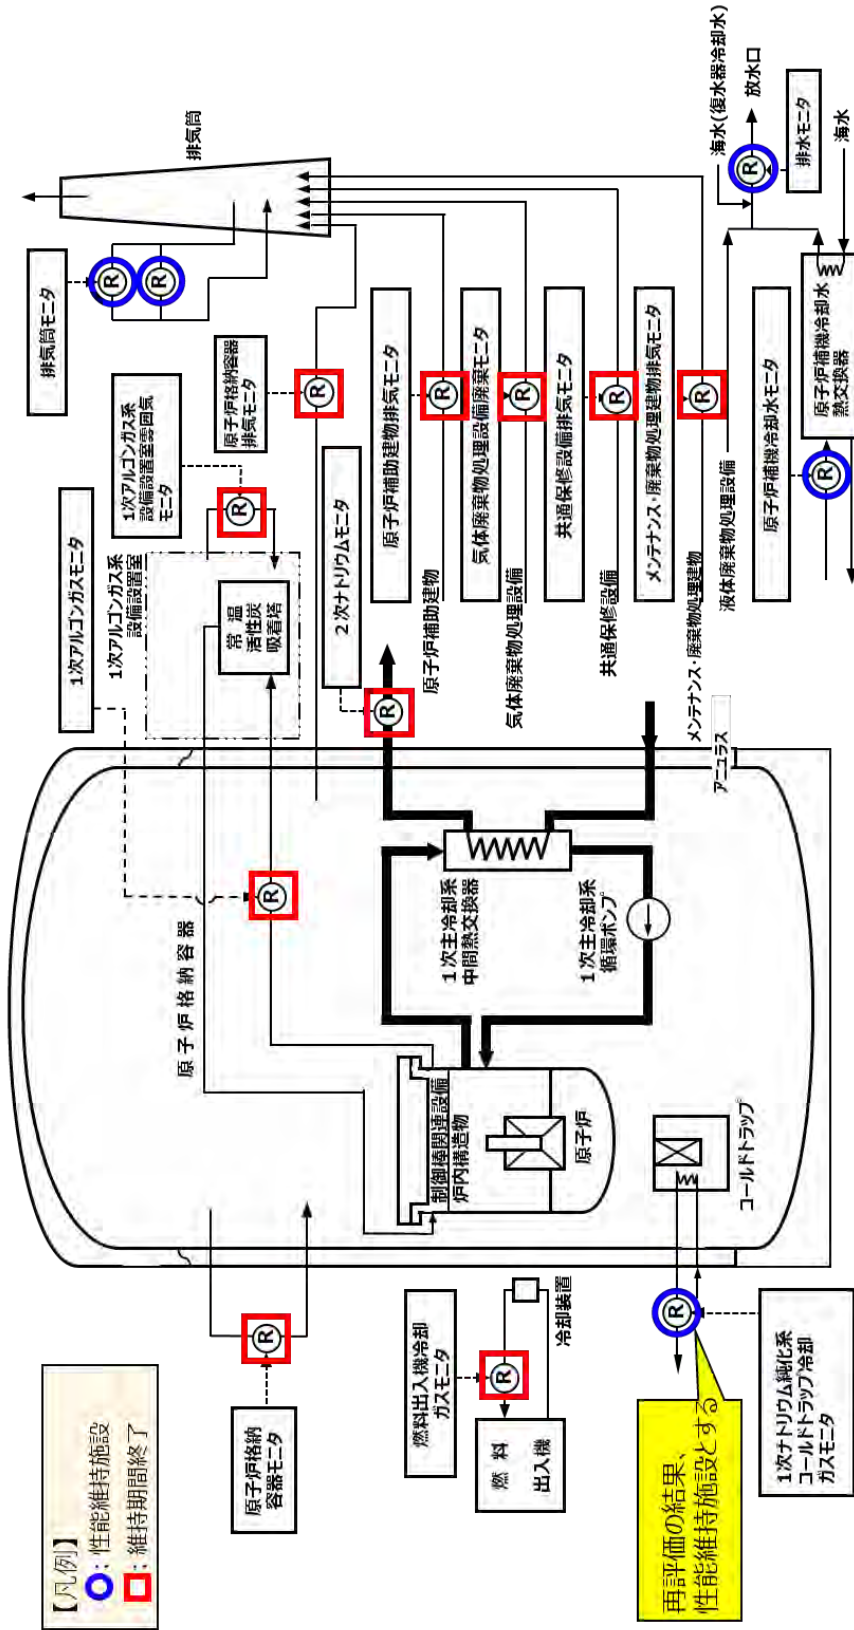 【凡例】
○：性能維持施設
□：維持期間終了
原子炉格納
容器モニタ
R
燃料出入機冷却
ガスモニタ
R
燃料
出入機
冷却装置
再評価の結果、
性能維持施設とする
1次ナトリウム純化系
コールドトラップ冷却
ガスモニタ
R
コールドトラップ
原子炉格納容器
制御棒関連設備
炉内構造物
原子炉
1次主冷却系
中間熱交換器
1次主冷却系
循環ポンプ
アニュラス
R
1次アルゴンガスモニタ
1次アルゴンガス系
設備設置室
常温
活性炭
吸着塔
1次アルゴンガス系
設備設置室雰囲気
モニタ
R
2次ナトリウムモニタ
R
原子炉格納容器
排気モニタ
R
排気筒モニタ
R
R
排気筒
原子炉補助建物排気モニタ
R
原子炉補助建物
気体廃棄物処理設備廃棄モニタ
R
気体廃棄物処理設備
共通保修設備排気モニタ
R
共通保修設備
メンテナンス・廃棄物処理建物排気モニタ
R
メンテナンス・廃棄物処理建物
液体廃棄物処理設備
原子炉補機冷却水モニタ
R
原子炉補機冷却水
熱交換器
海水(復水器冷却水)
放水口
R
排水モニタ
海水